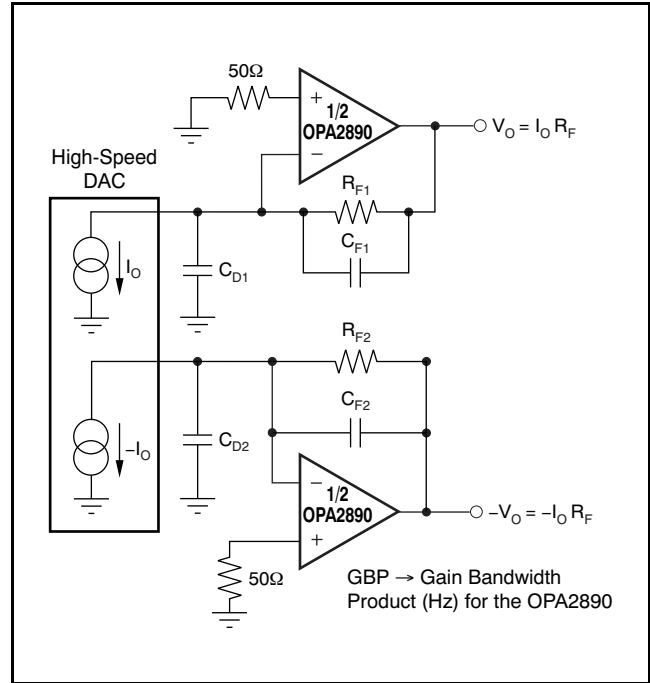 50Ω
+
1/2
OPA2890
−
V_O = I_O R_F
High-Speed
DAC
R_F1
C_F1
I_O
C_D1
R_F2
C_F2
−I_O
C_D2
−
1/2
OPA2890
+
−V_O = −I_O R_F
50Ω
GBP → Gain Bandwidth
Product (Hz) for the OPA2890